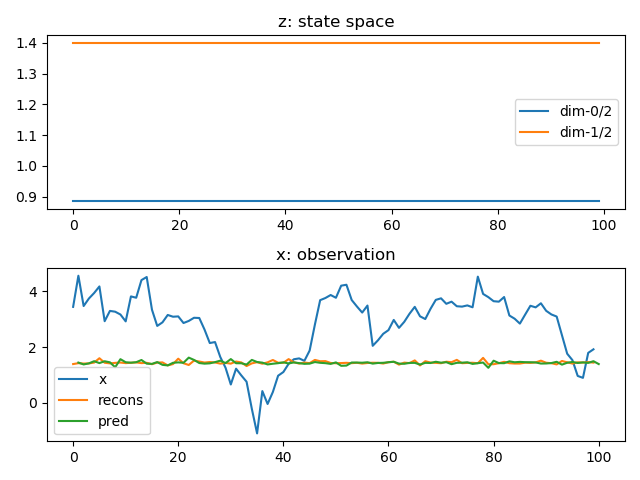 z: state space
1.4
1.3
1.2
1.1
1.0
0.9
dim-0/2
dim-1/2
0 20 40 60 80 100
x: observation
4
2
0
x
recons
pred
0 20 40 60 80 100